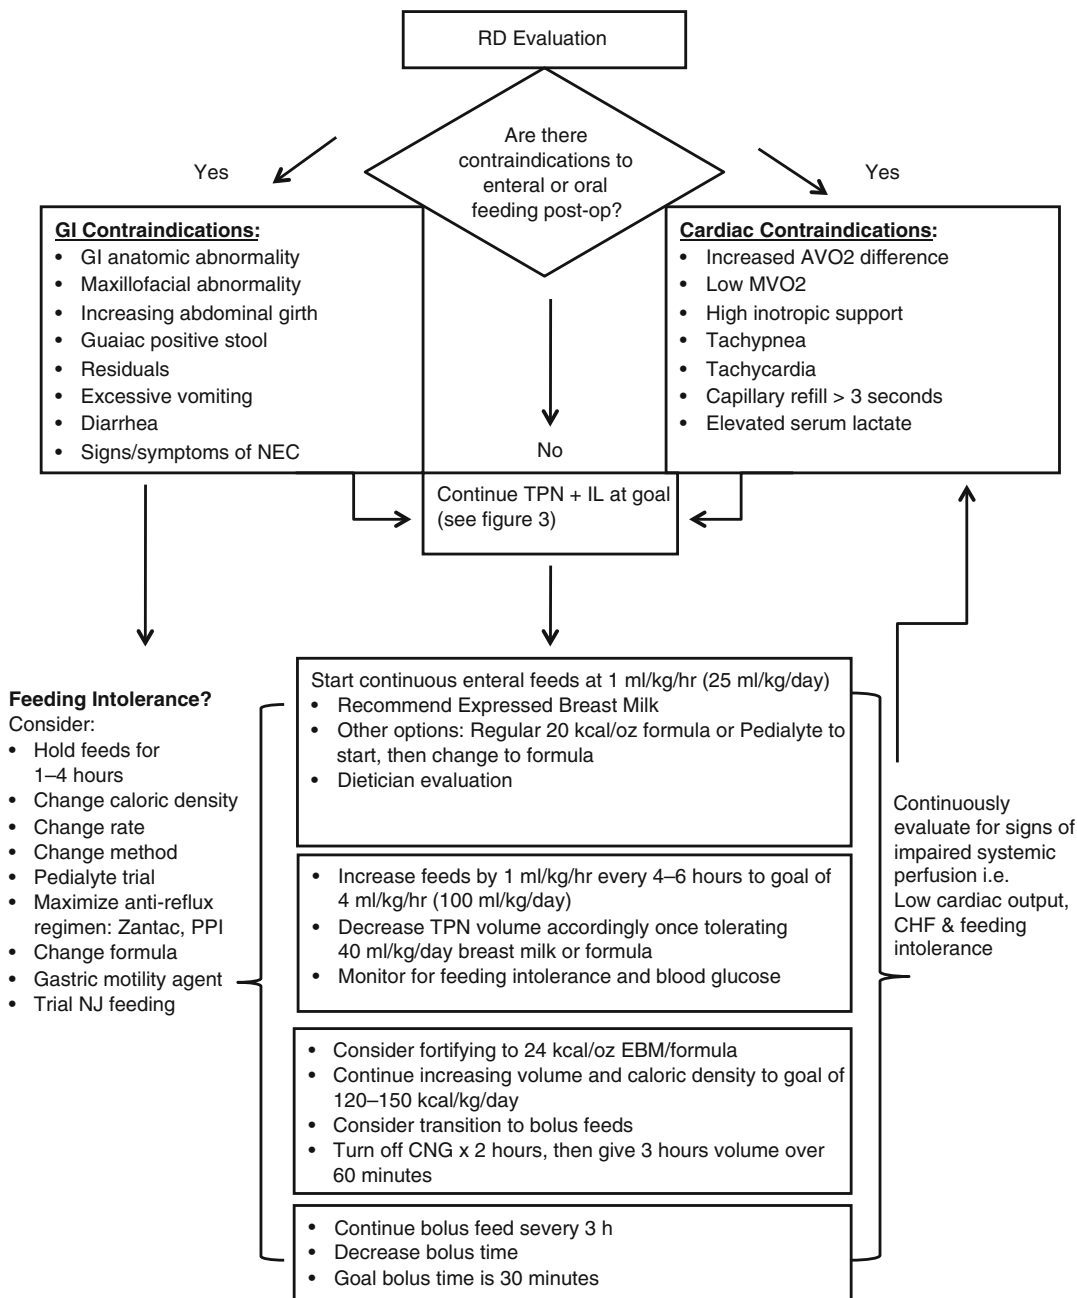 RD Evaluation
Are there
contraindications to
enteral or oral
feeding post-op?
Yes
Yes
GI Contraindications:
• GI anatomic abnormality
• Maxillofacial abnormality
• Increasing abdominal girth
• Guaiac positive stool
• Residuals
• Excessive vomiting
• Diarrhea
• Signs/symptoms of NEC
Cardiac Contraindications:
• Increased AVO2 difference
• Low MVO2
• High inotropic support
• Tachypnea
• Tachycardia
• Capillary refill > 3 seconds
• Elevated serum lactate
No
Continue TPN + IL at goal
(see figure 3)
Feeding Intolerance?
Consider:
• Hold feeds for
1–4 hours
• Change caloric density
• Change rate
• Change method
• Pedialyte trial
• Maximize anti-reflux
regimen: Zantac, PPI
• Change formula
• Gastric motility agent
• Trial NJ feeding
Start continuous enteral feeds at 1 ml/kg/hr (25 ml/kg/day)
• Recommend Expressed Breast Milk
• Other options: Regular 20 kcal/oz formula or Pedialyte to
start, then change to formula
• Dietician evaluation
• Increase feeds by 1 ml/kg/hr every 4–6 hours to goal of
4 ml/kg/hr (100 ml/kg/day)
• Decrease TPN volume accordingly once tolerating
40 ml/kg/day breast milk or formula
• Monitor for feeding intolerance and blood glucose
• Consider fortifying to 24 kcal/oz EBM/formula
• Continue increasing volume and caloric density to goal of
120–150 kcal/kg/day
• Consider transition to bolus feeds
• Turn off CNG x 2 hours, then give 3 hours volume over
60 minutes
• Continue bolus feed severy 3 h
• Decrease bolus time
• Goal bolus time is 30 minutes
Continuously
evaluate for signs of
impaired systemic
perfusion i.e.
Low cardiac output,
CHF & feeding
intolerance